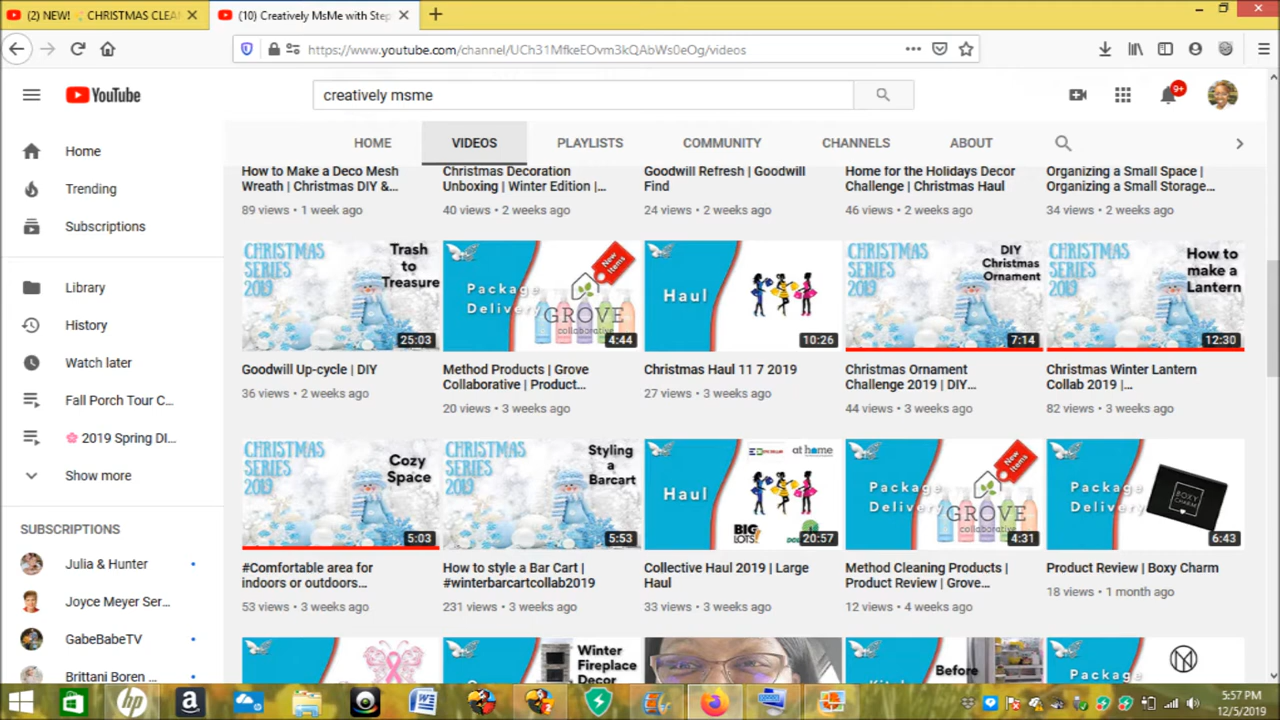 (2) NEW! CHRISTMAS CLEAN
(10) Creatively MsMe with Step
https://www.youtube.com/channel/UCh31MfkeEOvm3kQAbWs0eOg/videos
YouTube
creatively msme
9+
HOME VIDEOS PLAYLISTS COMMUNITY CHANNELS ABOUT
Home
Trending
Subscriptions
Library
History
Watch later
Fall Porch Tour C...
2019 Spring DI...
Show more
SUBSCRIPTIONS
Julia & Hunter
Joyce Meyer Ser...
GabeBabeTV
Brittani Boren ...
How to Make a Deco Mesh
Wreath | Christmas DIY &...
89 views • 1 week ago
Christmas Decoration
Unboxing | Winter Edition |...
40 views • 2 weeks ago
Goodwill Refresh | Goodwill
Find
24 views • 2 weeks ago
Home for the Holidays Decor
Challenge | Christmas Haul
46 views • 2 weeks ago
Organizing a Small Space |
Organizing a Small Storage...
34 views • 2 weeks ago
CHRISTMAS
SERIES
2019
Trash
to
Treasure
25:03
Goodwill Up-cycle | DIY
36 views • 2 weeks ago
Package
Delivery
New
Items
GROVE
collaborative
4:44
Method Products | Grove
Collaborative | Product...
20 views • 3 weeks ago
Haul
10:26
Christmas Haul 11 7 2019
27 views • 3 weeks ago
CHRISTMAS
SERIES
2019
DIY
Christmas
Ornament
7:14
Christmas Ornament
Challenge 2019 | DIY...
44 views • 3 weeks ago
CHRISTMAS
SERIES
2019
How to
make a
Lantern
12:30
Christmas Winter Lantern
Collab 2019 |...
82 views • 3 weeks ago
CHRISTMAS
SERIES
2019
Cozy
Space
5:03
#Comfortable area for
indoors or outdoors...
53 views • 3 weeks ago
CHRISTMAS
SERIES
2019
Styling
a
Barcart
5:53
How to style a Bar Cart |
#winterbarcartcollab2019
231 views • 3 weeks ago
at home
Haul
BIG
LOTS!
20:57
Collective Haul 2019 | Large
Haul
33 views • 3 weeks ago
Package
Delivery
New
Items
GROVE
collaborative
4:31
Method Cleaning Products |
Product Review | Grove...
12 views • 4 weeks ago
Package
Delivery
BOXY
CHARM
6:43
Product Review | Boxy Charm
18 views • 1 month ago
Winter
Fireplace
Decor
Before
5:57 PM
12/5/2019